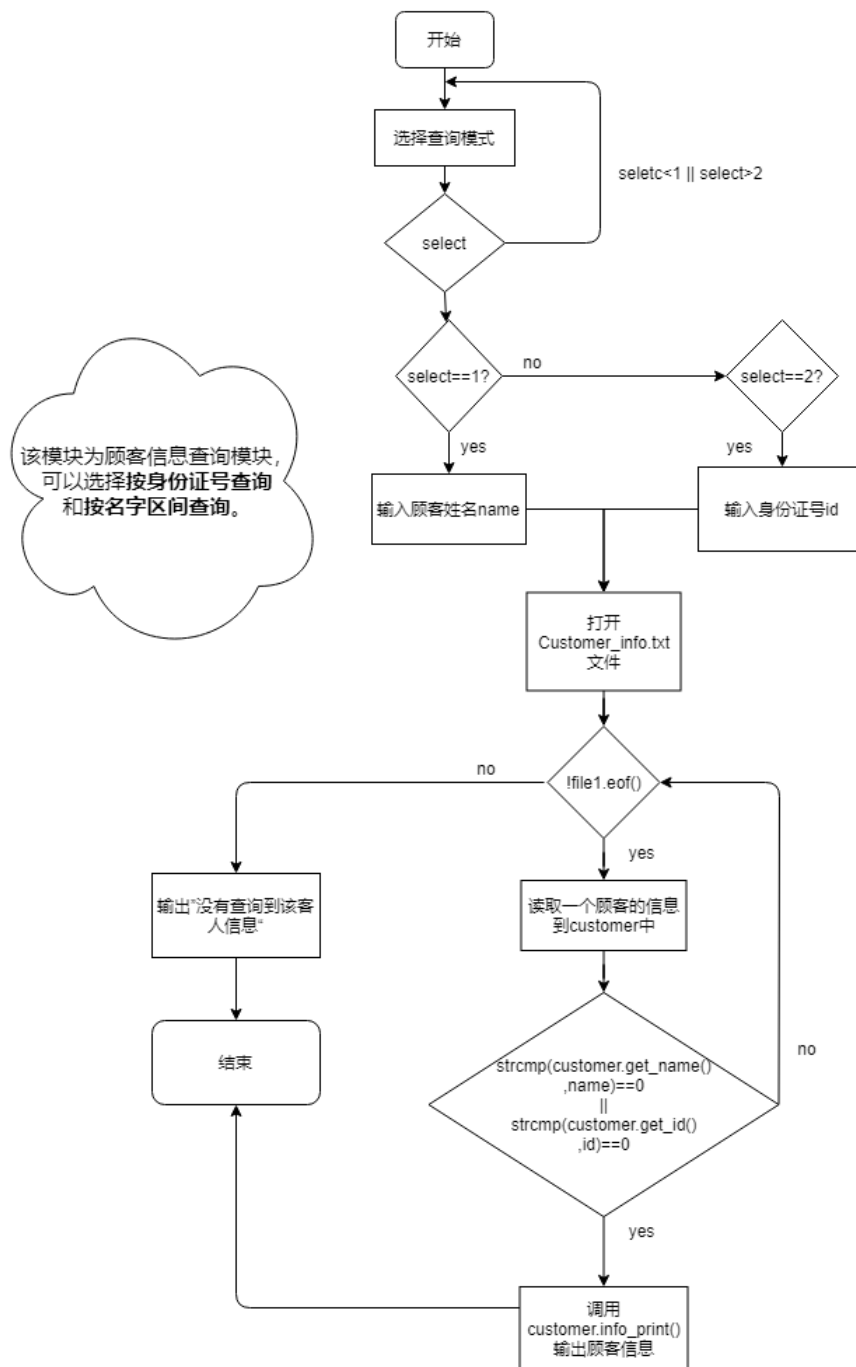 开始
选择查询模式
seletc<1 || select>2
select
select==1?
no
select==2?
yes
yes
该模块为顾客信息查询模块，
可以选择按身份证号查询
和按名字区间查询。
输入顾客姓名name
输入身份证号id
打开
Customer_info.txt
文件
no
!file1.eof()
yes
输出”没有查询到该客
人信息“
读取一个顾客的信息
到customer中
结束
strcmp(customer.get_name()
,name)==0
||
strcmp(customer.get_id()
,id)==0
no
yes
调用
customer.info_print()
输出顾客信息